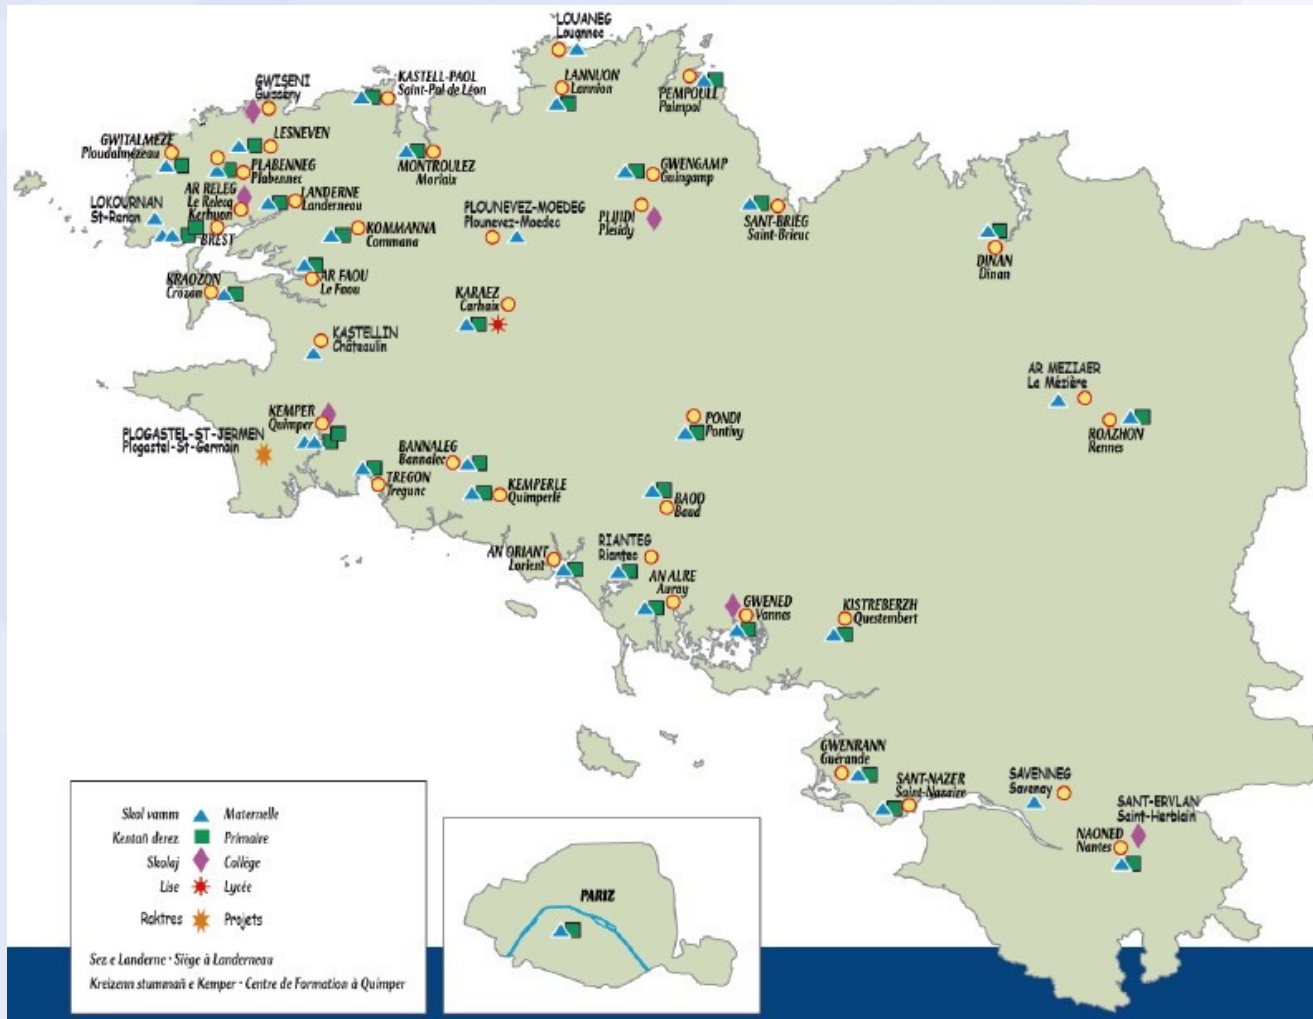 LOUANEG
Louannec
LANNUON
Lannion
PEMPOULL
Paimpol
KASTELL-PAOL
Saint-Pol de Léon
GWISENI
Guissény
GWITALMEZE
Ploudalmézeau
LESNEVEN
PLABENNEG
Plabennec
MONTROULEZ
Morlaix
GWENGAMP
Guingamp
AR RELEG
Le Relecq
Kerhuon
LANDERNE
Landerneau
LOKOURNAN
St-Renan
BREST
KOMMANNA
Commana
PLOUNEVEZ-MOEDEG
Plounevez-Moedec
PLIJIDI
Plésidy
SANT-BRIEG
Saint-Brieuc
DINAN
Dinan
KRAOZON
Crozon
AR FAOU
Le Faou
KARAEZ
Carhaix
KASTELLIN
Châteaulin
AR MEZIAER
La Mézière
ROAZHON
Rennes
KEMPER
Quimper
PLOGASTEL-ST-JERMEN
Plogastel-St-Germain
PONDI
Pontivy
BANNALEG
Bannalec
TREGON
Tregunc
KEMPERLE
Quimperlé
BAOD
Baud
AN ORIANT
Lorient
RIANTEG
Riantec
AN ALRE
Auray
GWENED
Vannes
KISTREBERZH
Questembert
GWENRANN
Guérande
SANT-NAZER
Saint-Nazaire
SAVENNEG
Savenay
SANT-ERVLAN
Saint-Herblain
NAONED
Nantes
Skol vamm Maternelle
Kentañ derez Primaire
Skolaj Collège
Lise Lycée
Raktres Projets
Sez e Landerne - Siège à Landerneau
Kreizenn stummañ e Kemper - Centre de Formation à Quimper
PARIZ